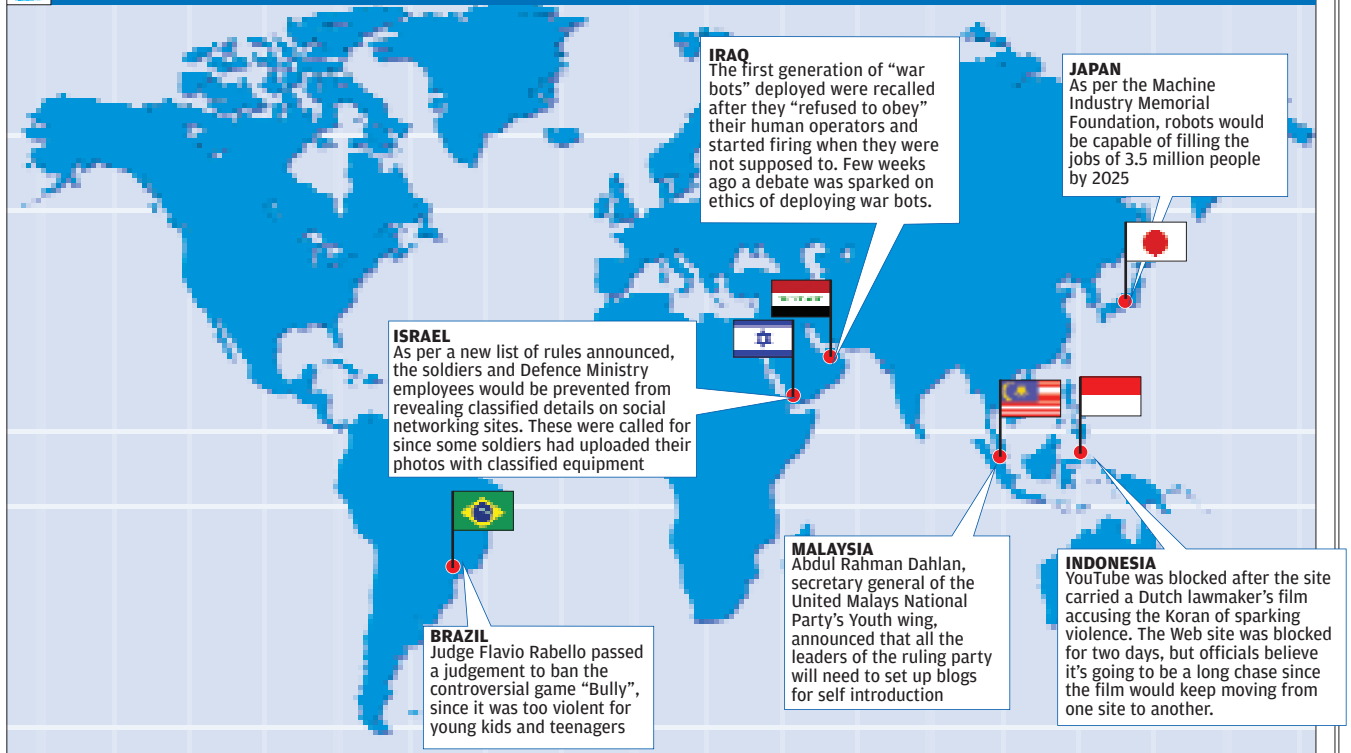 IRAQ
The first generation of “war
bots” deployed were recalled
after they “refused to obey”
their human operators and
started firing when they were
not supposed to. Few weeks
ago a debate was sparked on
ethics of deploying war bots.
JAPAN
As per the Machine
Industry Memorial
Foundation, robots would
be capable of filling the
jobs of 3.5 million people
by 2025
ISRAEL
As per a new list of rules announced,
the soldiers and Defence Ministry
employees would be prevented from
revealing classified details on social
networking sites. These were called for
since some soldiers had uploaded their
photos with classified equipment
BRAZIL
Judge Flavio Rabello passed
a judgement to ban the
controversial game “Bully”,
since it was too violent for
young kids and teenagers
MALAYSIA
Abdul Rahman Dahlan,
secretary general of the
United Malays National
Party’s Youth wing,
announced that all the
leaders of the ruling party
will need to set up blogs
for self introduction
INDONESIA
YouTube was blocked after the site
carried a Dutch lawmaker’s film
accusing the Koran of sparking
violence. The Web site was blocked
for two days, but officials believe
it’s going to be a long chase since
the film would keep moving from
one site to another.